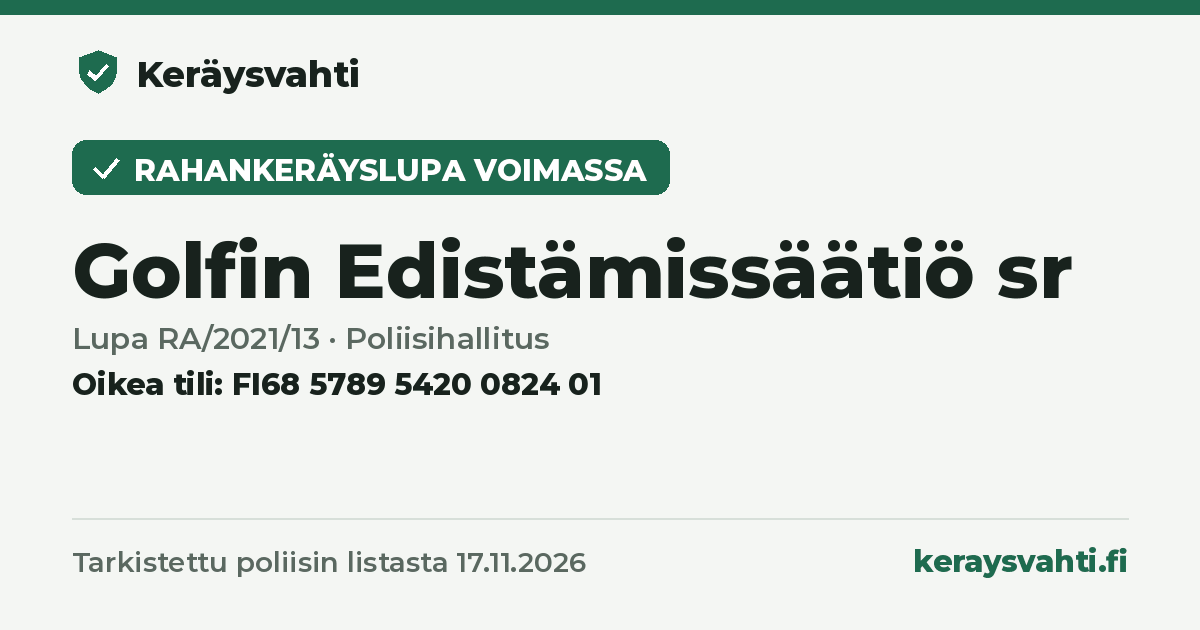 Keräysvahti
RAHANKERÄYSLUPA VOIMASSA
Golfin Edistämissäätiö sr
Lupa RA/2021/13 · Poliisihallitus
Oikea tili: FI68 5789 5420 0824 01
Tarkistettu poliisin listasta 17.11.2026
keraysvahti.fi